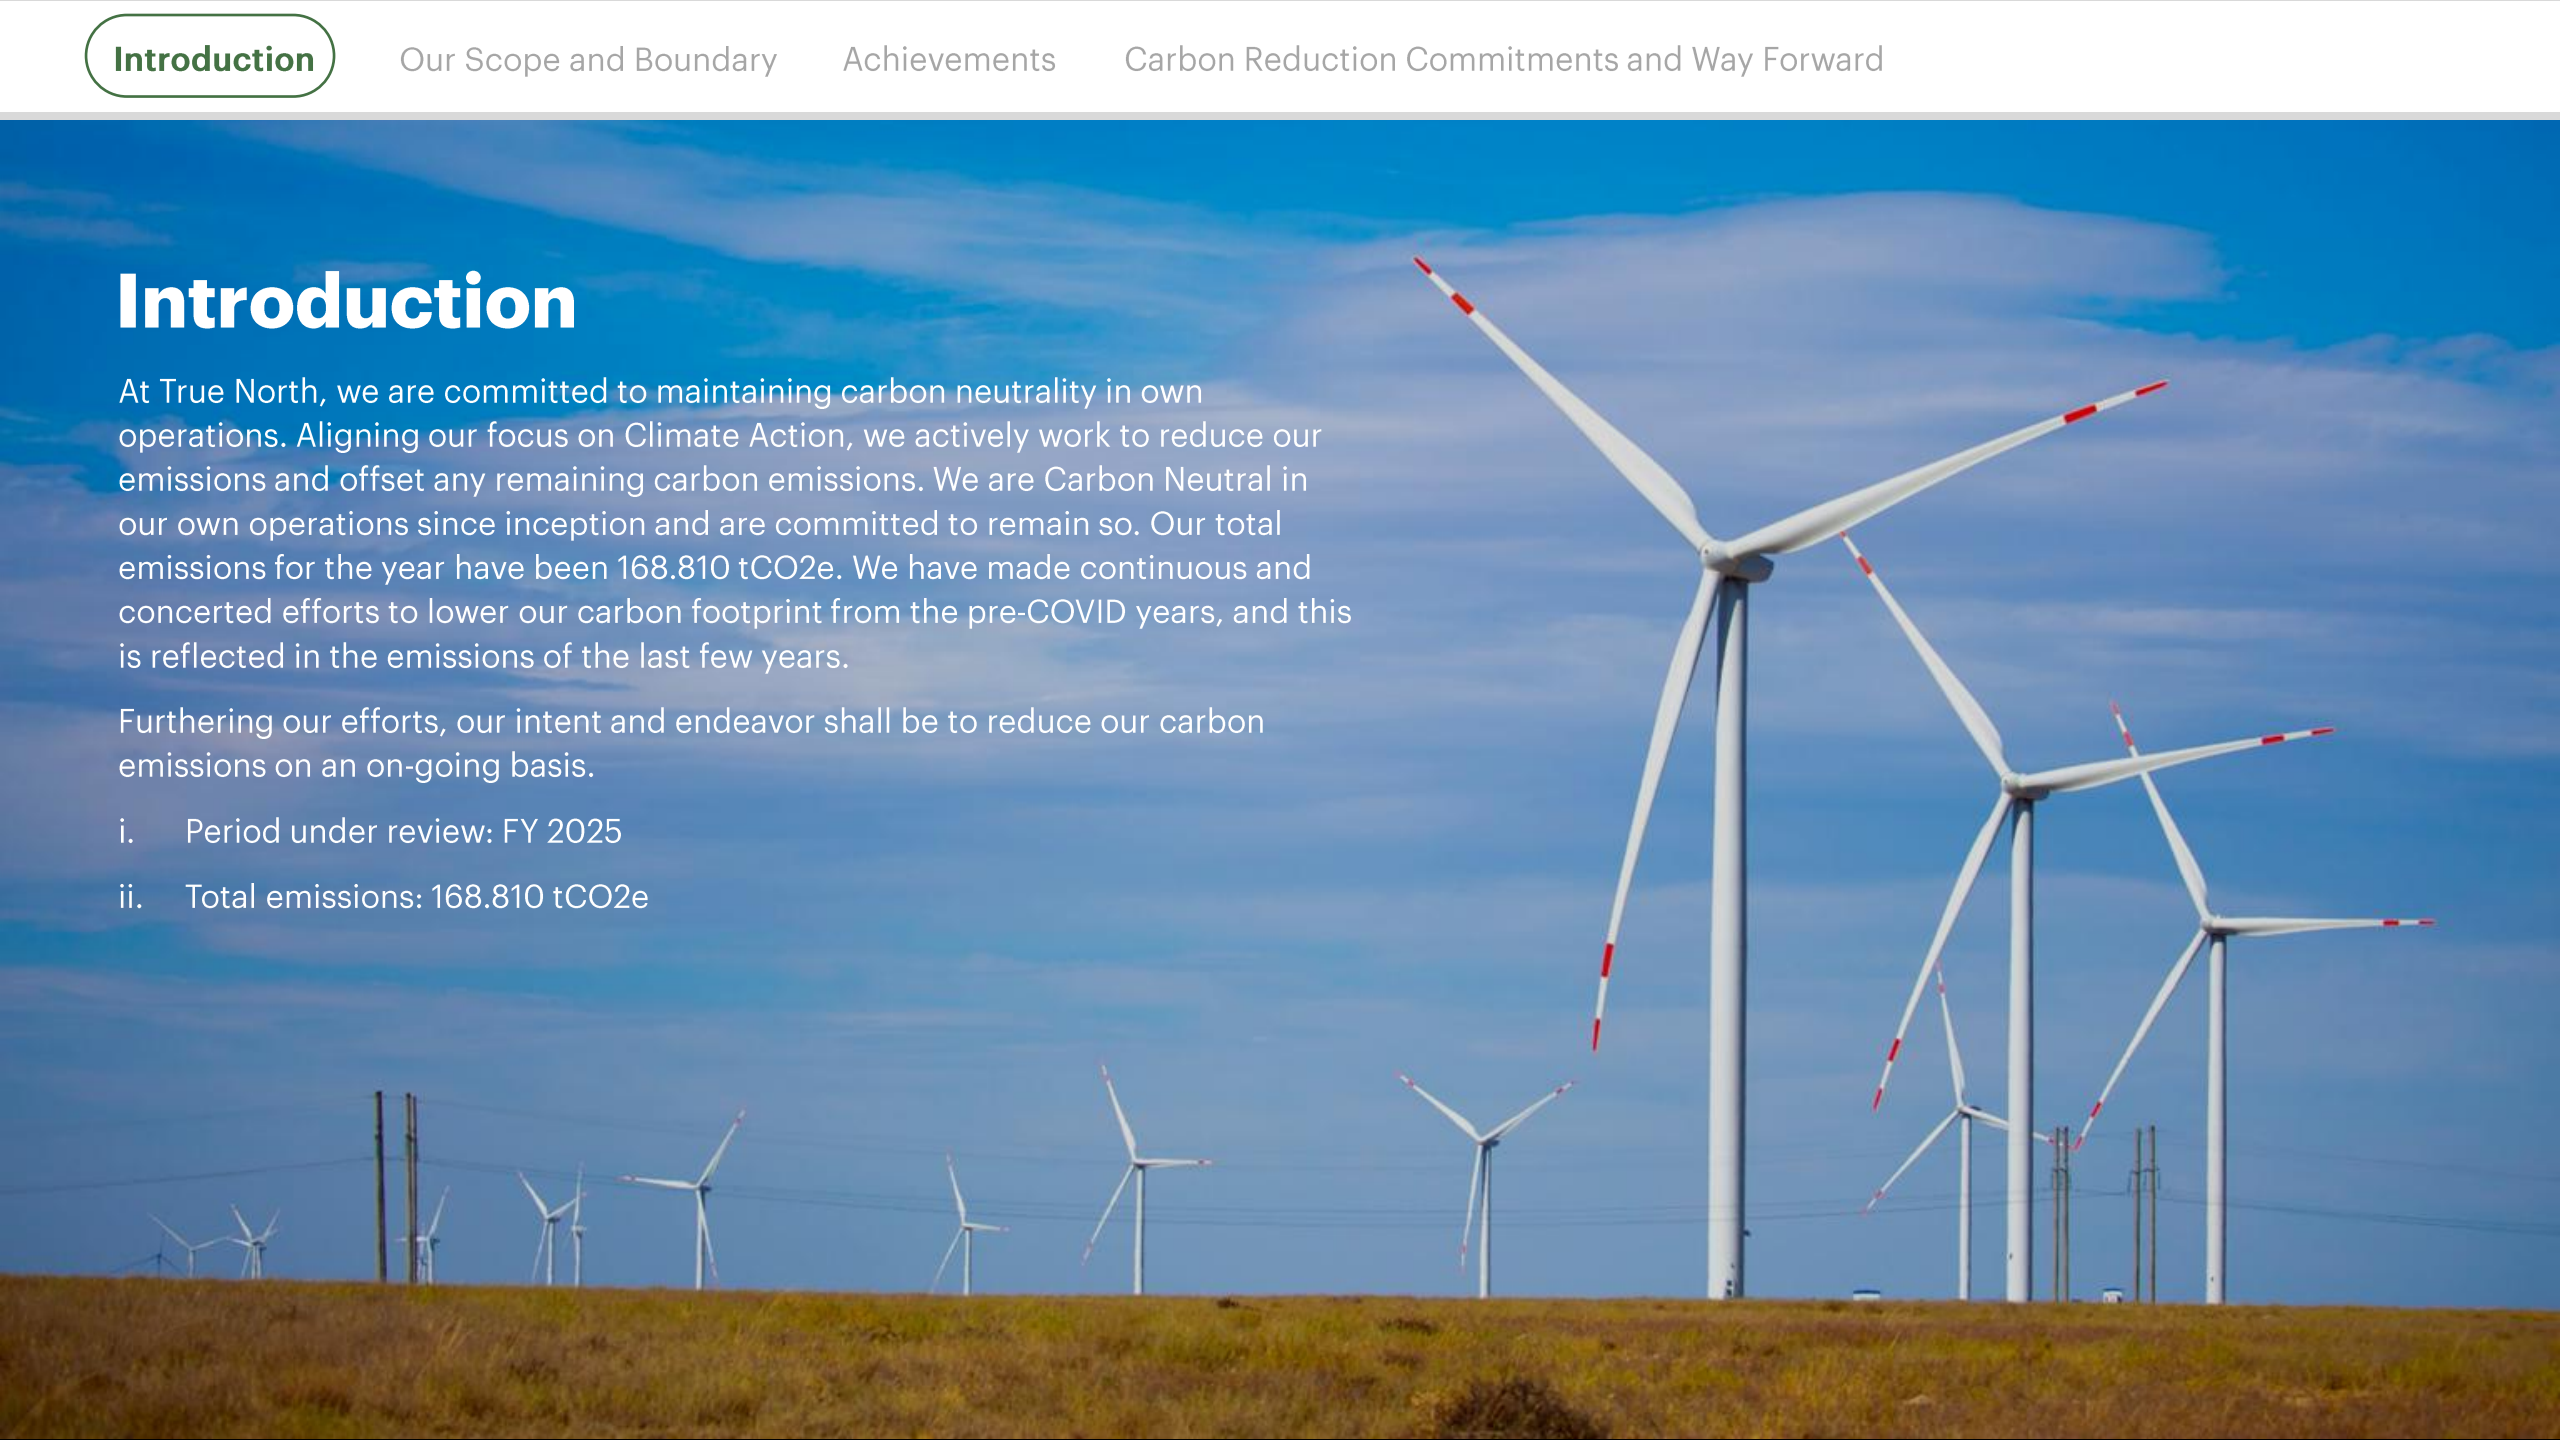 Introduction
Our Scope and Boundary
Achievements
Carbon Reduction Commitments and Way Forward
Introduction
At True North, we are committed to maintaining carbon neutrality in own
operations. Aligning our focus on Climate Action, we actively work to reduce our
emissions and offset any remaining carbon emissions. We are Carbon Neutral in
our own operations since inception and are committed to remain so. Our total
emissions for the year have been 168.810 tCO2e. We have made continuous and
concerted efforts to lower our carbon footprint from the pre-COVID years, and this
is reflected in the emissions of the last few years.
Furthering our efforts, our intent and endeavor shall be to reduce our carbon
emissions on an on-going basis.
i. Period under review: FY 2025
ii. Total emissions: 168.810 tCO2e